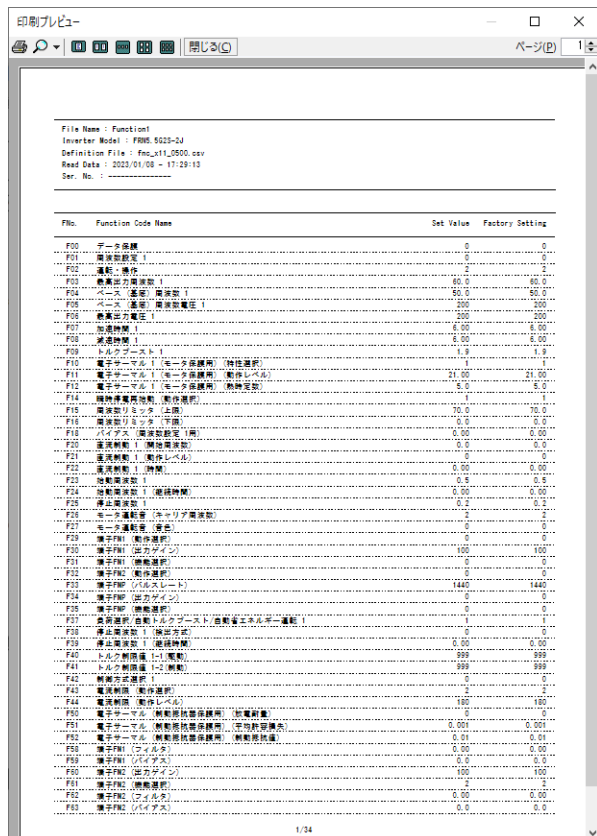 印刷プレビュー
閉じる(C)
ページ(P) 1
File Name : Function1
Inverter Model : FRN5.5G2S-2J
Definition File : fmc_x11_0500.csv
Read Data : 2023/01/08 - 17:29:13
Ser. No. : ---------------
FNo. Function Code Name Set Value Factory Setting
F00 データ保護 0 0
F01 周波数設定 1 0 0
F02 運転・操作 2 2
F03 最高出力周波数 1 60.0 60.0
F04 ベース (基底) 周波数 1 50.0 50.0
F05 ベース (基底) 周波数電圧 1 200 200
F06 最高出力電圧 1 200 200
F07 加速時間 1 6.00 6.00
F08 減速時間 1 6.00 6.00
F09 トルクブースト 1 1.9 1.9
F10 電子サーマル 1 (モータ保護用) (特性選択) 1 1
F11 電子サーマル 1 (モータ保護用) (動作レベル) 21.00 21.00
F12 電子サーマル 1 (モータ保護用) (熱時定数) 5.0 5.0
F14 瞬時停電再始動 (動作選択) 1 1
F15 周波数リミッタ (上限) 70.0 70.0
F16 周波数リミッタ (下限) 0.0 0.0
F18 バイアス (周波数設定 1用) 0.00 0.00
F20 直流制動 1 (開始周波数) 0.0 0.0
F21 直流制動 1 (動作レベル) 0 0
F22 直流制動 1 (時間) 0.00 0.00
F23 始動周波数 1 0.5 0.5
F24 始動周波数 1 (継続時間) 0.00 0.00
F25 停止周波数 1 0.2 0.2
F26 モータ運転音 (キャリア周波数) 2 2
F27 モータ運転音 (音色) 0 0
F29 端子FM1 (動作選択) 0 0
F30 端子FM1 (出力ゲイン) 100 100
F31 端子FM1 (機能選択) 0 0
F32 端子FM2 (動作選択) 0 0
F33 端子FMP (パルスレート) 1440 1440
F34 端子FMP (出力ゲイン) 0 0
F35 端子FMP (機能選択) 0 0
F37 負荷選択/自動トルクブースト/自動省エネルギー運転 1 1 1
F38 停止周波数 1 (検出方式) 0 0
F39 停止周波数 1 (継続時間) 0.00 0.00
F40 トルク制限値 1-1(駆動) 999 999
F41 トルク制限値 1-2(制動) 999 999
F42 制御方式選択 1 0 0
F43 電流制限 (動作選択) 2 2
F44 電流制限 (動作レベル) 180 180
F50 電子サーマル (制動抵抗器保護用) (放電耐量) 0 0
F51 電子サーマル (制動抵抗器保護用) (平均許容損失) 0.001 0.001
F52 電子サーマル (制動抵抗器保護用) (制動抵抗値) 0.01 0.01
F58 端子FM1 (フィルタ) 0.00 0.00
F59 端子FM1 (バイアス) 0.0 0.0
F60 端子FM2 (出力ゲイン) 100 100
F61 端子FM2 (機能選択) 2 2
F62 端子FM2 (フィルタ) 0.00 0.00
F63 端子FM2 (バイアス) 0.0 0.0
1/34